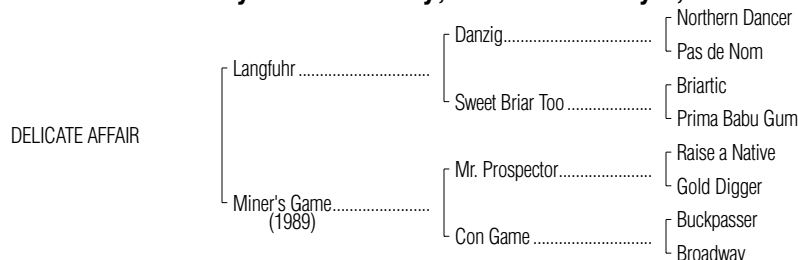 Northern Dancer
Danzig................................
Pas de Nom
Langfuhr ..............................
Briartic
Sweet Briar Too ..................
Prima Babu Gum
DELICATE AFFAIR
Raise a Native
Mr. Prospector....................
Gold Digger
Miner's Game......................
(1989)
Buckpasser
Con Game ..........................
Broadway